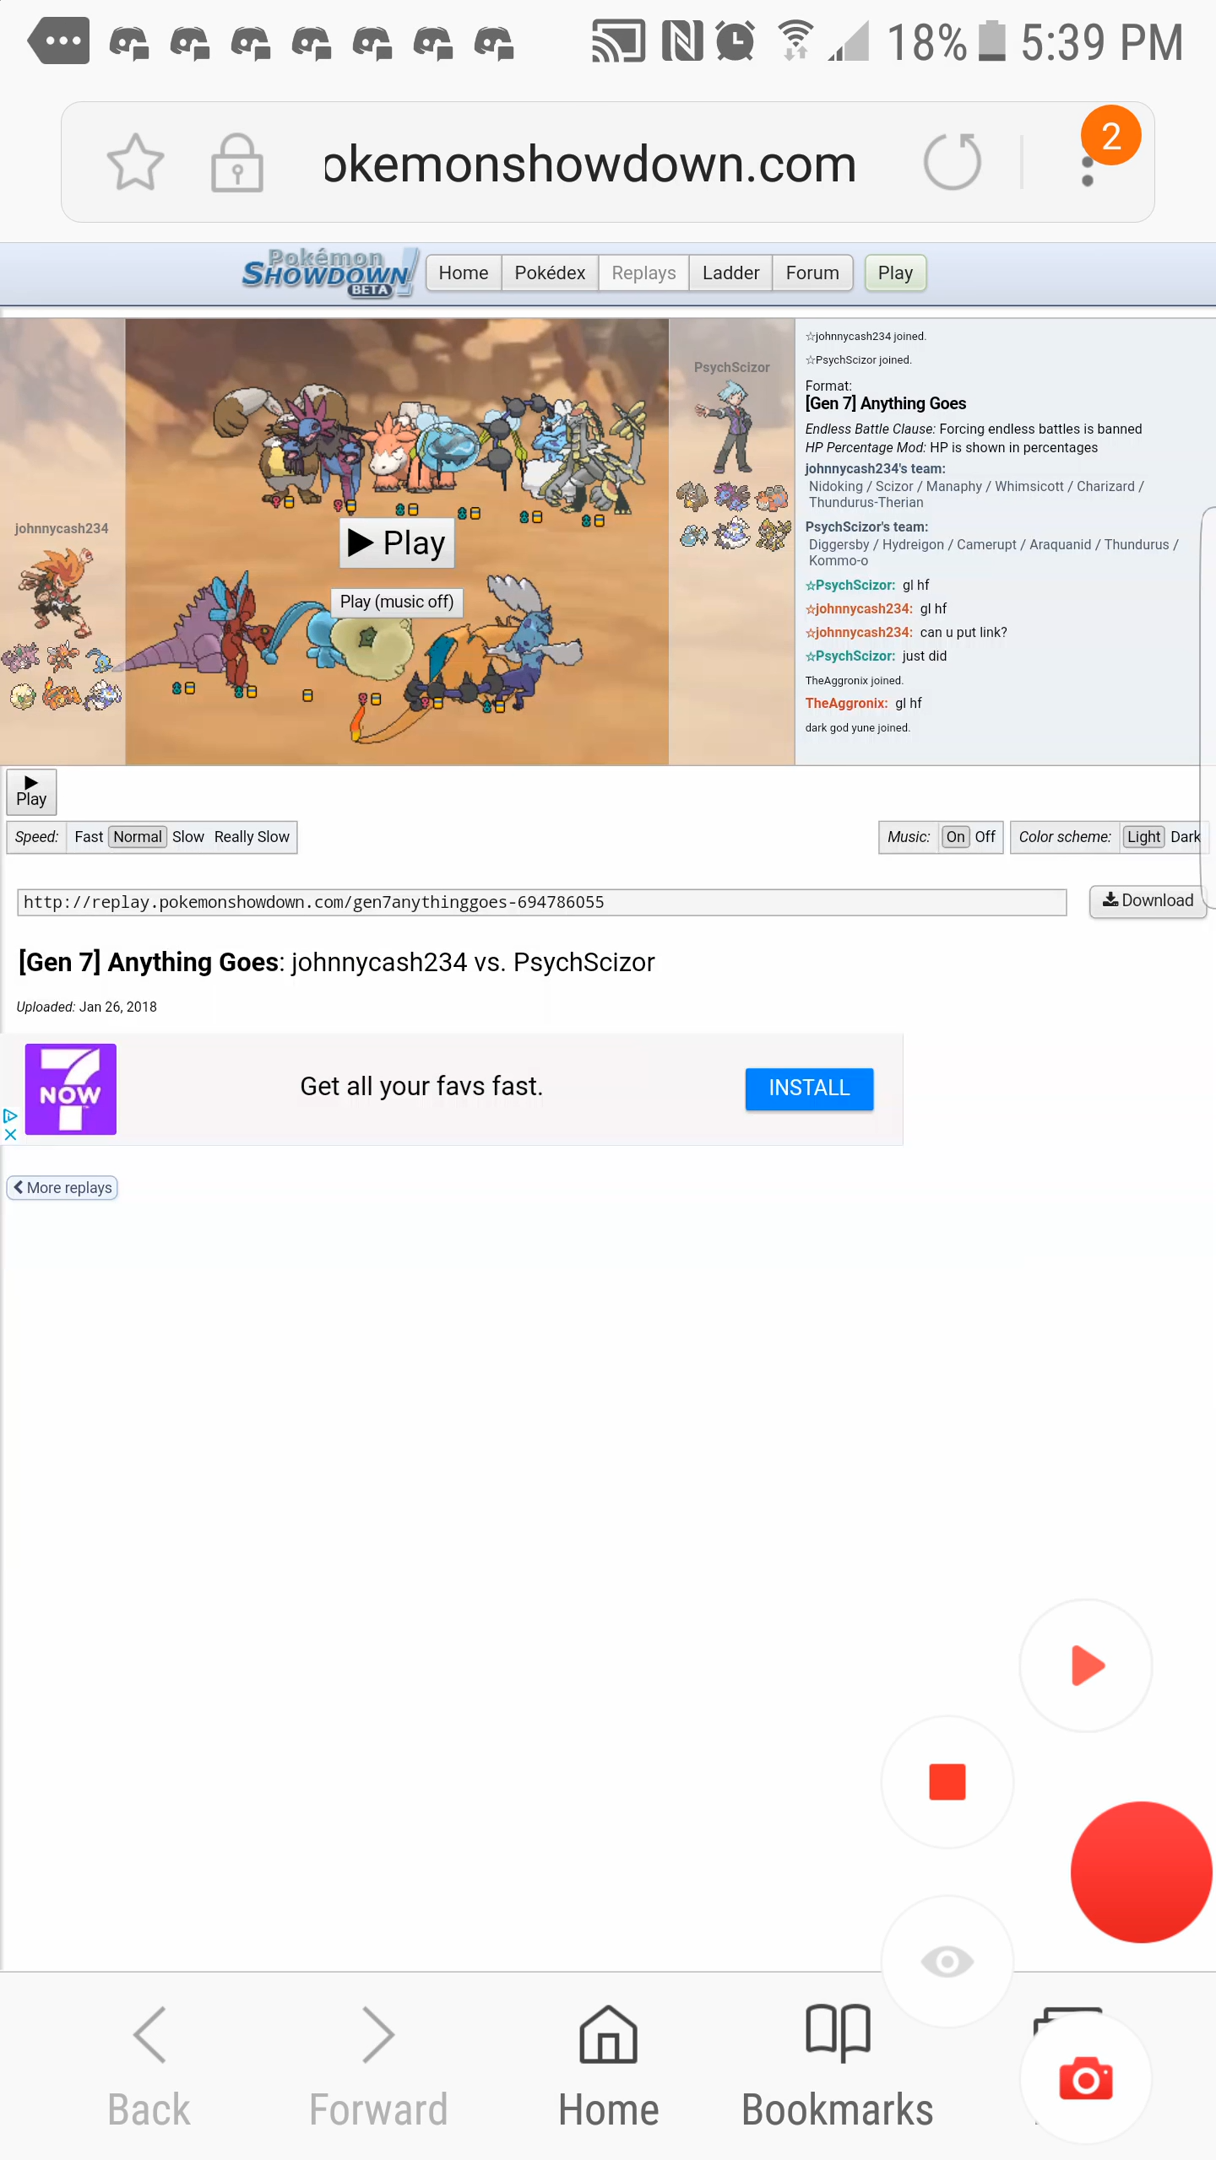 18% 5:39 PM
okemonshowdown.com
2
Pokémon
SHOWDOWN!
BETA
Home Pokédex Replays Ladder Forum Play
johnnycash234
PsychScizor
Play
Play (music off)
☆johnnycash234 joined.
☆PsychScizor joined.
Format:
[Gen 7] Anything Goes
Endless Battle Clause: Forcing endless battles is banned
HP Percentage Mod: HP is shown in percentages
johnnycash234's team:
Nidoking / Scizor / Manaphy / Whimsicott / Charizard /
Thundurus-Therian
PsychScizor's team:
Diggersby / Hydreigon / Camerupt / Araquanid / Thundurus /
Kommo-o
☆PsychScizor: gl hf
☆johnnycash234: gl hf
☆johnnycash234: can u put link?
☆PsychScizor: just did
TheAggronix joined.
TheAggronix: gl hf
dark god yune joined.
Play
Speed: Fast Normal Slow Really Slow
Music: On Off
Color scheme: Light Dark
http://replay.pokemonshowdown.com/gen7anythinggoes-694786055
Download
[Gen 7] Anything Goes: johnnycash234 vs. PsychScizor
Uploaded: Jan 26, 2018
7
NOW
Get all your favs fast.
INSTALL
More replays
Back Forward Home Bookmarks